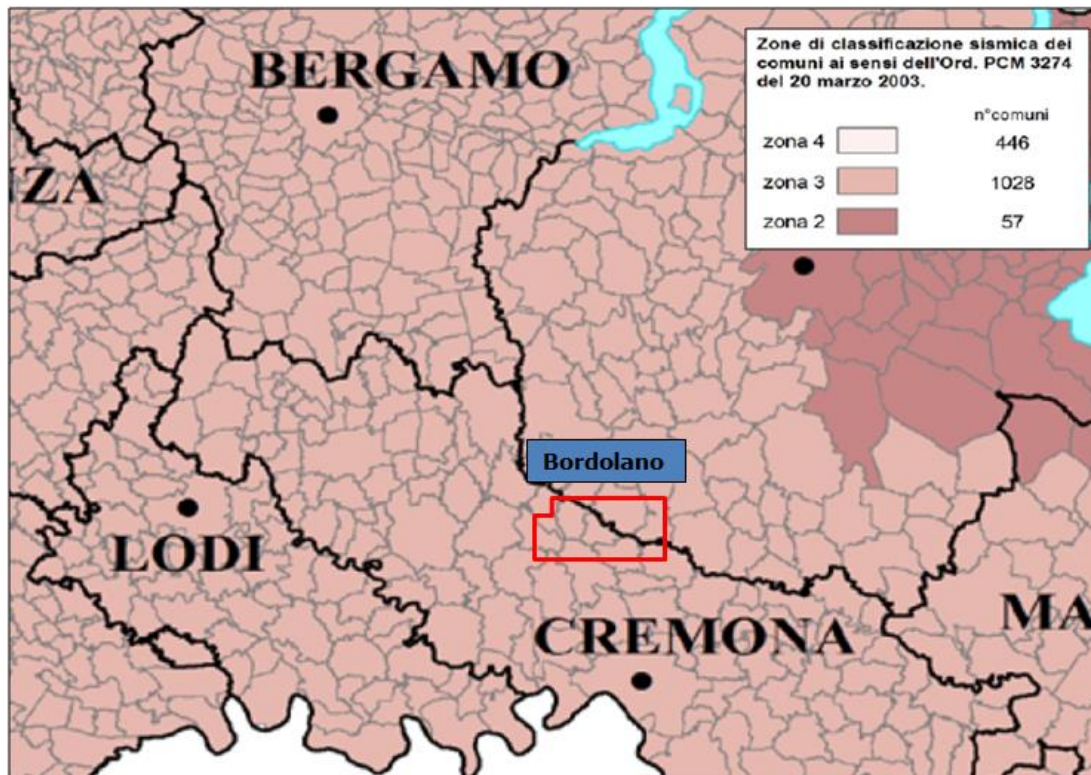 BERGAMO
Zone di classificazione sismica dei
comuni ai sensi dell'Ord. PCM 3274
del 20 marzo 2003.
n°comuni
zona 4 446
zona 3 1028
zona 2 57
NZA
Bordolano
LODI
CREMONA
MA